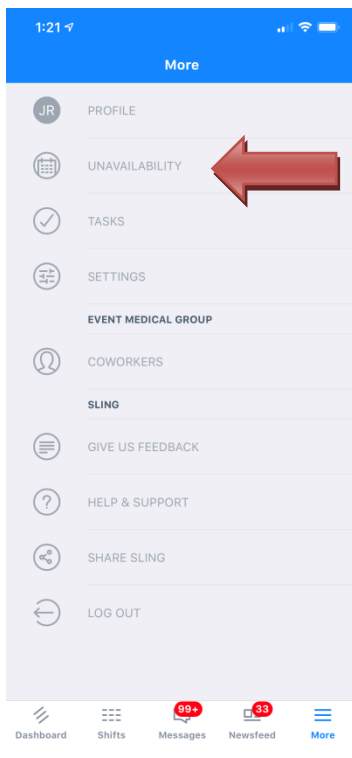 1:21
More
JR PROFILE
UNAVAILABILITY
TASKS
SETTINGS
EVENT MEDICAL GROUP
COWORKERS
SLING
GIVE US FEEDBACK
HELP & SUPPORT
SHARE SLING
LOG OUT
99+ 33
Dashboard Shifts Messages Newsfeed More